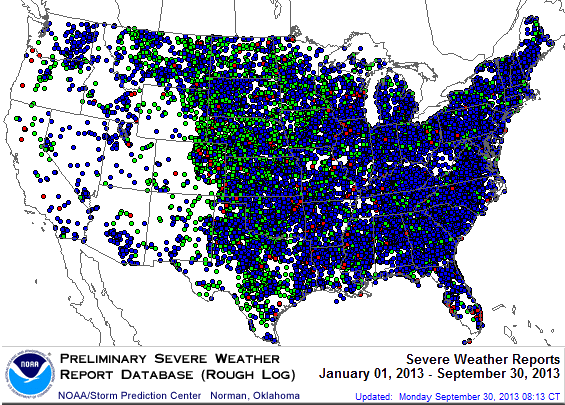 NOAA
PRELIMINARY SEVERE WEATHER
REPORT DATABASE (ROUGH LOG)
NOAA/Storm Prediction Center Norman, Oklahoma
Severe Weather Reports
January 01, 2013 - September 30, 2013
Updated: Monday September 30, 2013 08:13 CT